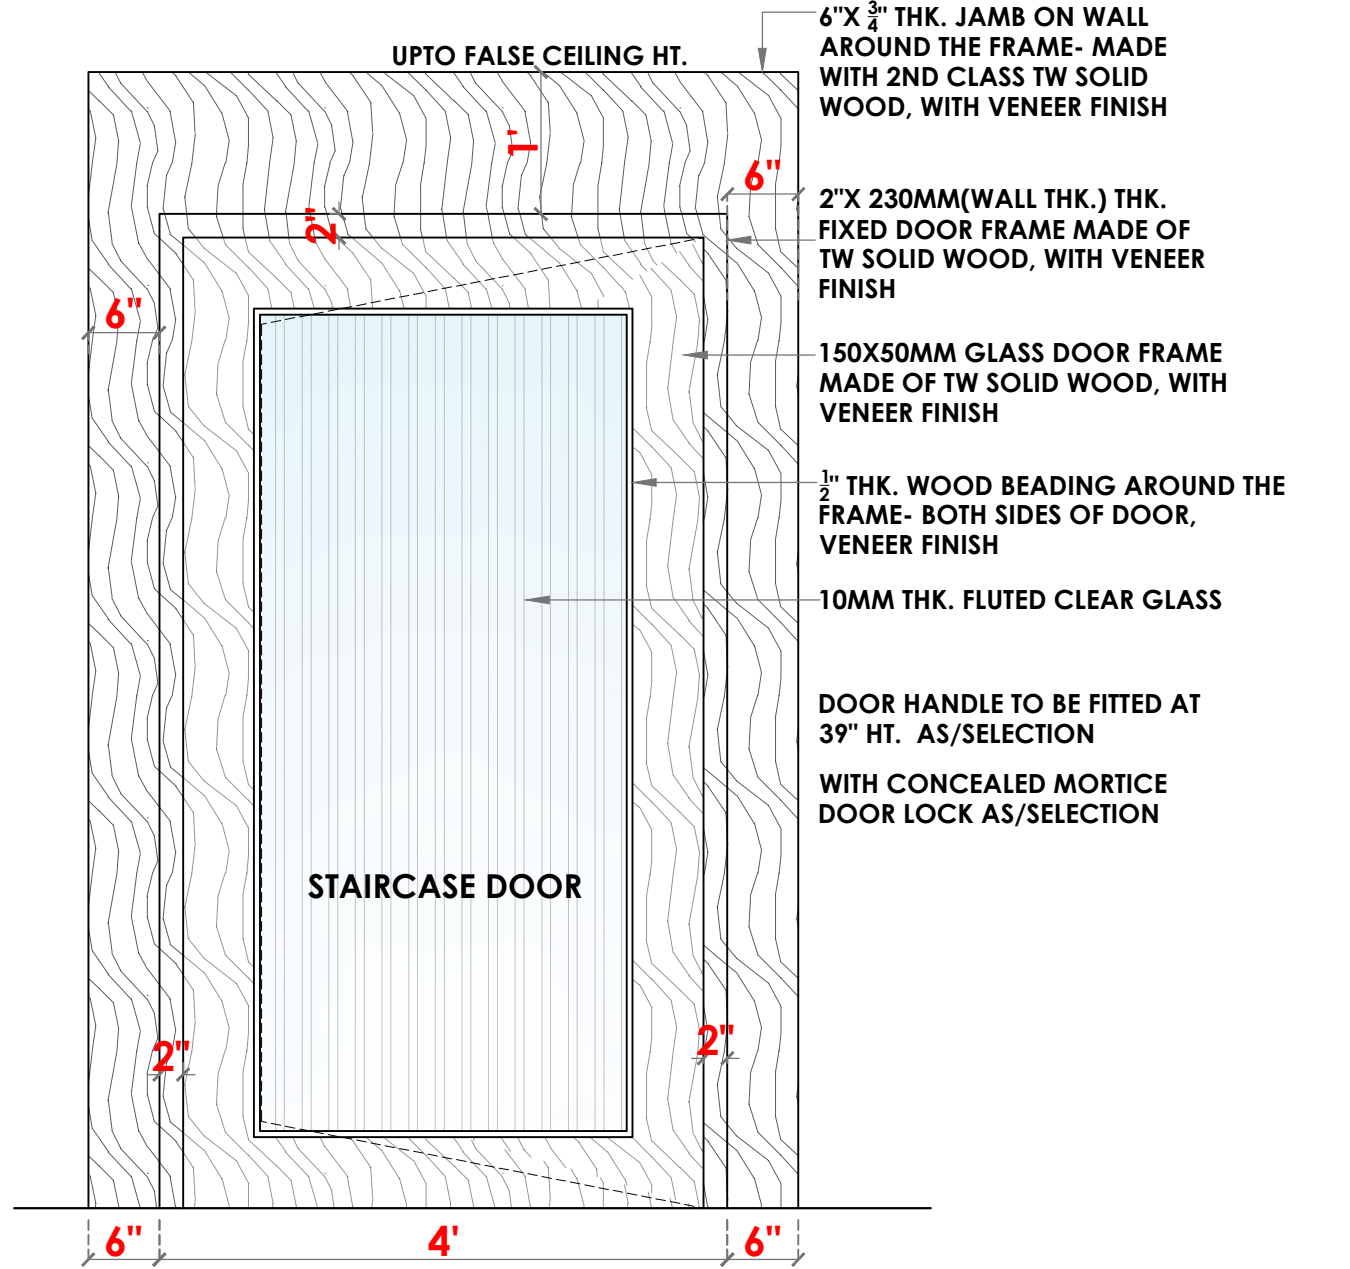 6"X 3/4" THK. JAMB ON WALL
AROUND THE FRAME- MADE
WITH 2ND CLASS TW SOLID
WOOD, WITH VENEER FINISH
UPTO FALSE CEILING HT.
1'
6"
2"X 230MM(WALL THK.) THK.
FIXED DOOR FRAME MADE OF
TW SOLID WOOD, WITH VENEER
FINISH
2"
6"
150X50MM GLASS DOOR FRAME
MADE OF TW SOLID WOOD, WITH
VENEER FINISH
1/2" THK. WOOD BEADING AROUND THE
FRAME- BOTH SIDES OF DOOR,
VENEER FINISH
10MM THK. FLUTED CLEAR GLASS
DOOR HANDLE TO BE FITTED AT
39" HT.  AS/SELECTION
WITH CONCEALED MORTICE
DOOR LOCK AS/SELECTION
STAIRCASE DOOR
2"
2"
6"
4'
6"